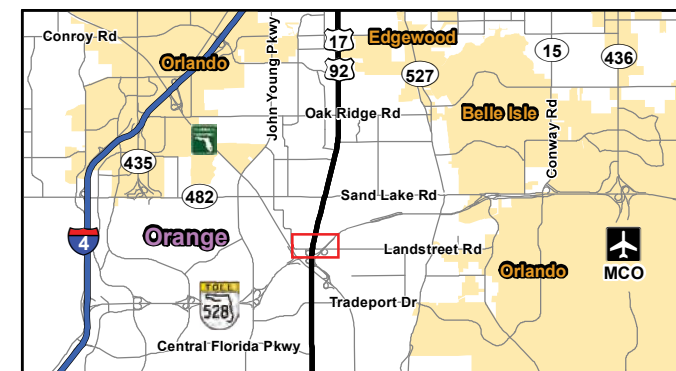 Conroy Rd
Orlando
John Young Pkwy
17
92
Edgewood
527
15
436
Oak Ridge Rd
Belle Isle
Conway Rd
435
482
Sand Lake Rd
Orange
4
Landstreet Rd
Orlando
MCO
TOLL
528
Tradeport Dr
Central Florida Pkwy